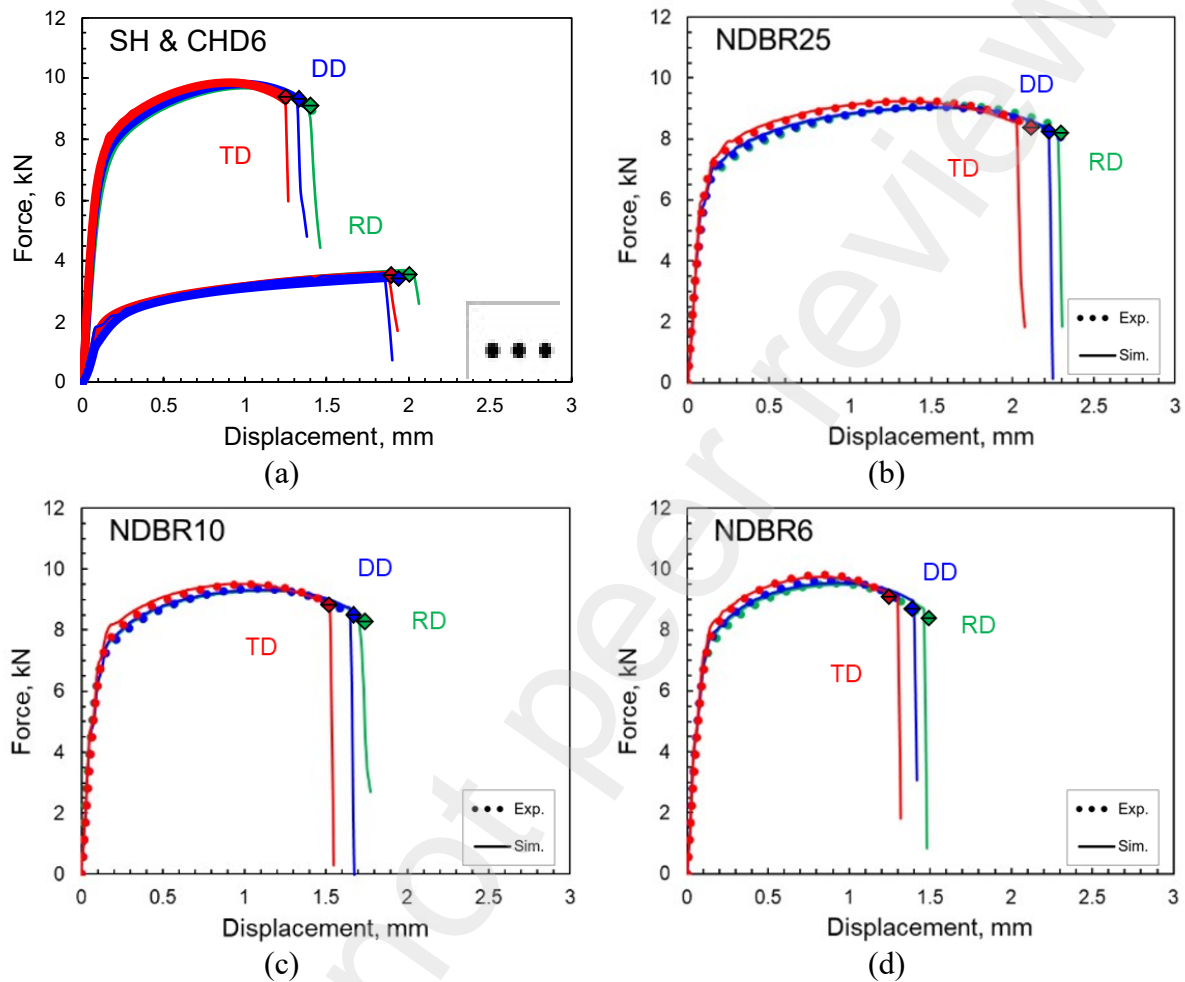 SH & CHD6
DD
TD
RD
Force, kN
12
10
8
6
4
2
0
0 0.5 1 1.5 2 2.5 3
Displacement, mm
(a)
NDBR25
DD
TD
RD
Force, kN
12
10
8
6
4
2
0
Exp.
Sim.
0 0.5 1 1.5 2 2.5 3
Displacement, mm
(b)
NDBR10
DD
TD
RD
Force, kN
12
10
8
6
4
2
0
Exp.
Sim.
0 0.5 1 1.5 2 2.5 3
Displacement, mm
(c)
NDBR6
DD
TD
RD
Force, kN
12
10
8
6
4
2
0
Exp.
Sim.
0 0.5 1 1.5 2 2.5 3
Displacement, mm
(d)
not peer review